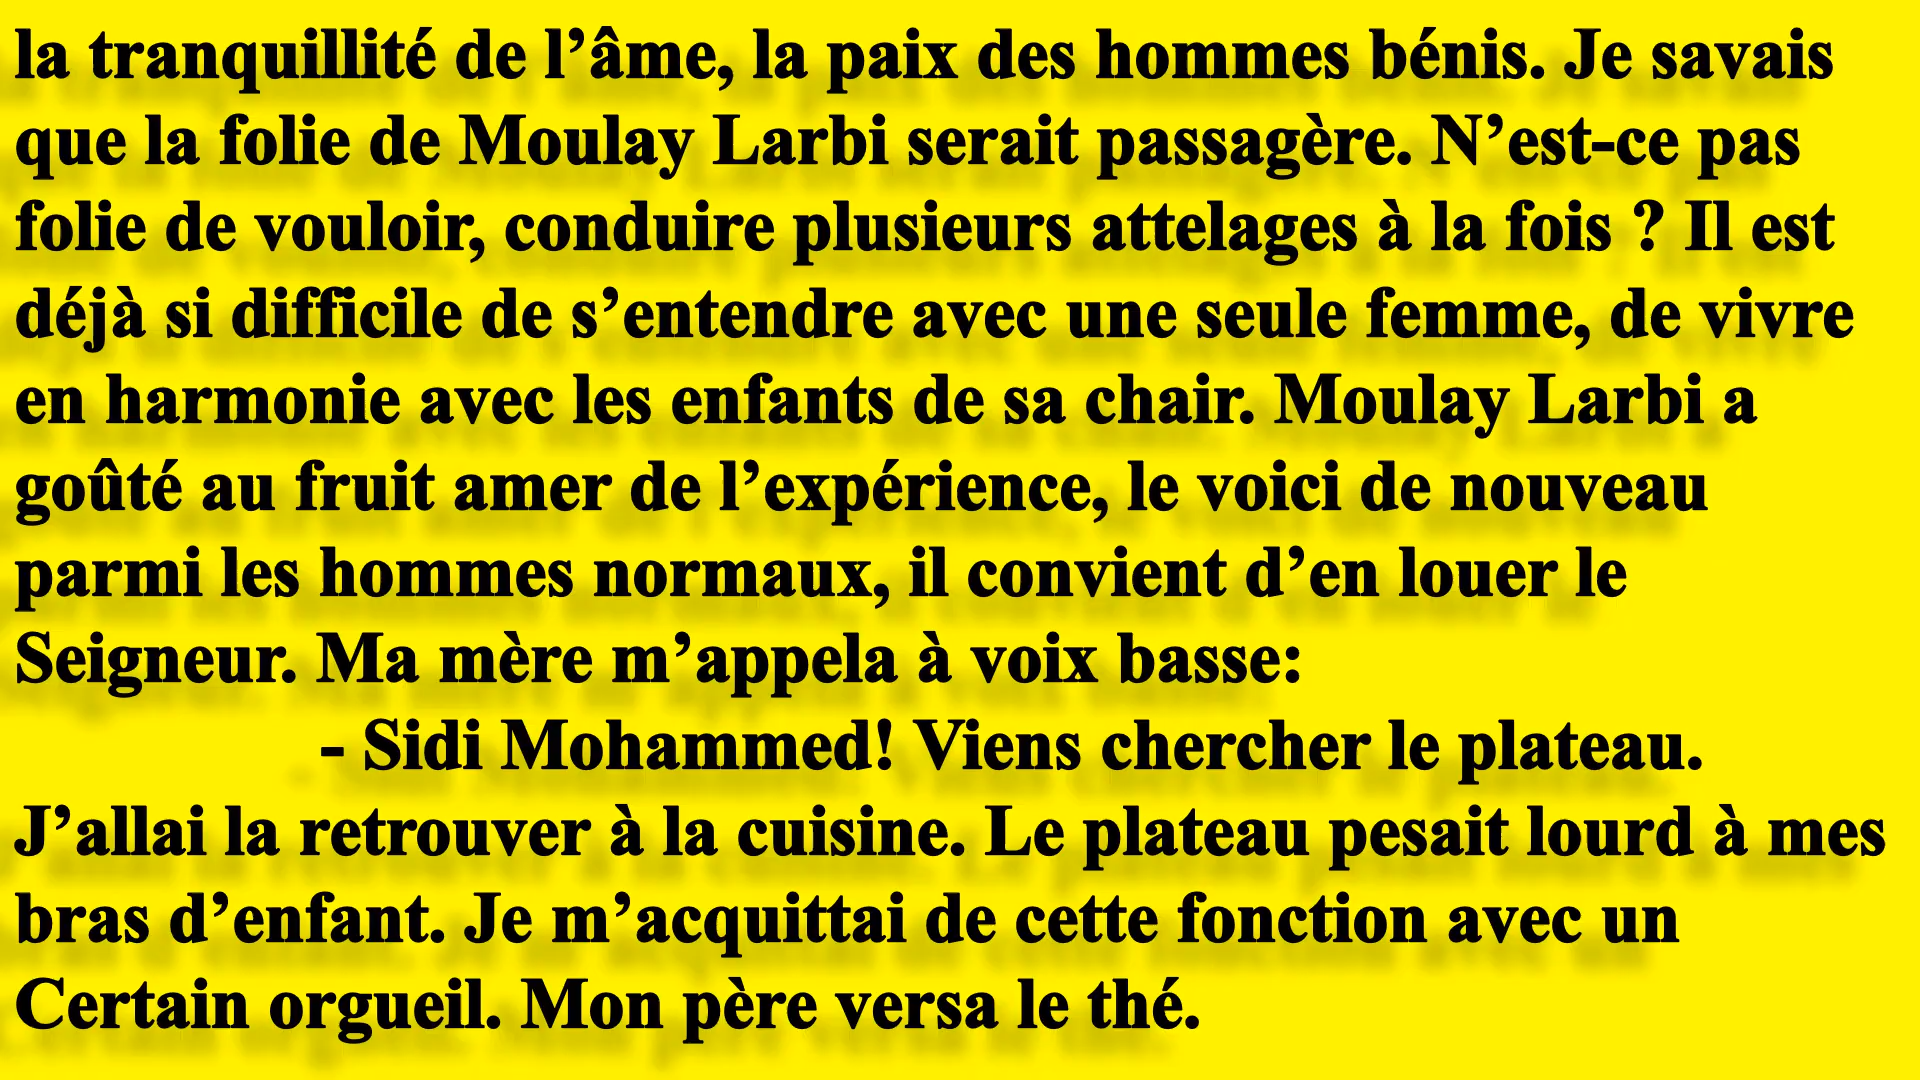 la tranquillité de l’âme, la paix des hommes bénis. Je savais
que la folie de Moulay Larbi serait passagère. N’est-ce pas
folie de vouloir, conduire plusieurs attelages à la fois ? Il est
déjà si difficile de s’entendre avec une seule femme, de vivre
en harmonie avec les enfants de sa chair. Moulay Larbi a
goûté au fruit amer de l’expérience, le voici de nouveau
parmi les hommes normaux, il convient d’en louer le
Seigneur. Ma mère m’appela à voix basse:
- Sidi Mohammed! Viens chercher le plateau.
J’allai la retrouver à la cuisine. Le plateau pesait lourd à mes
bras d’enfant. Je m’acquittai de cette fonction avec un
Certain orgueil. Mon père versa le thé.